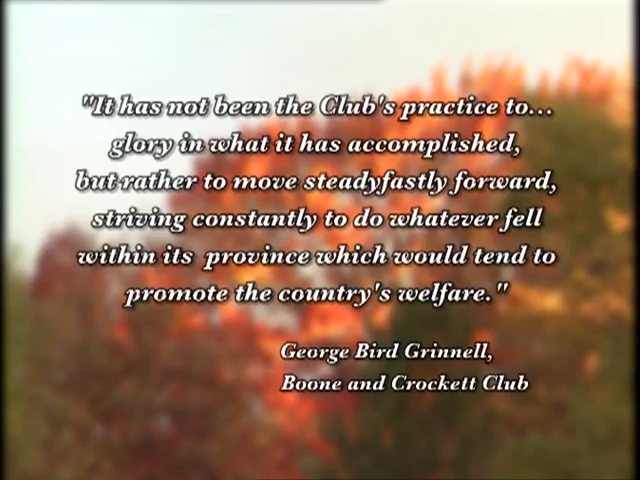 "It has not been the Club's practice to...
glory in what it has accomplished,
but rather to move steadyfastly forward,
striving constantly to do whatever fell
within its province which would tend to
promote the country's welfare."
George Bird Grinnell,
Boone and Crockett Club